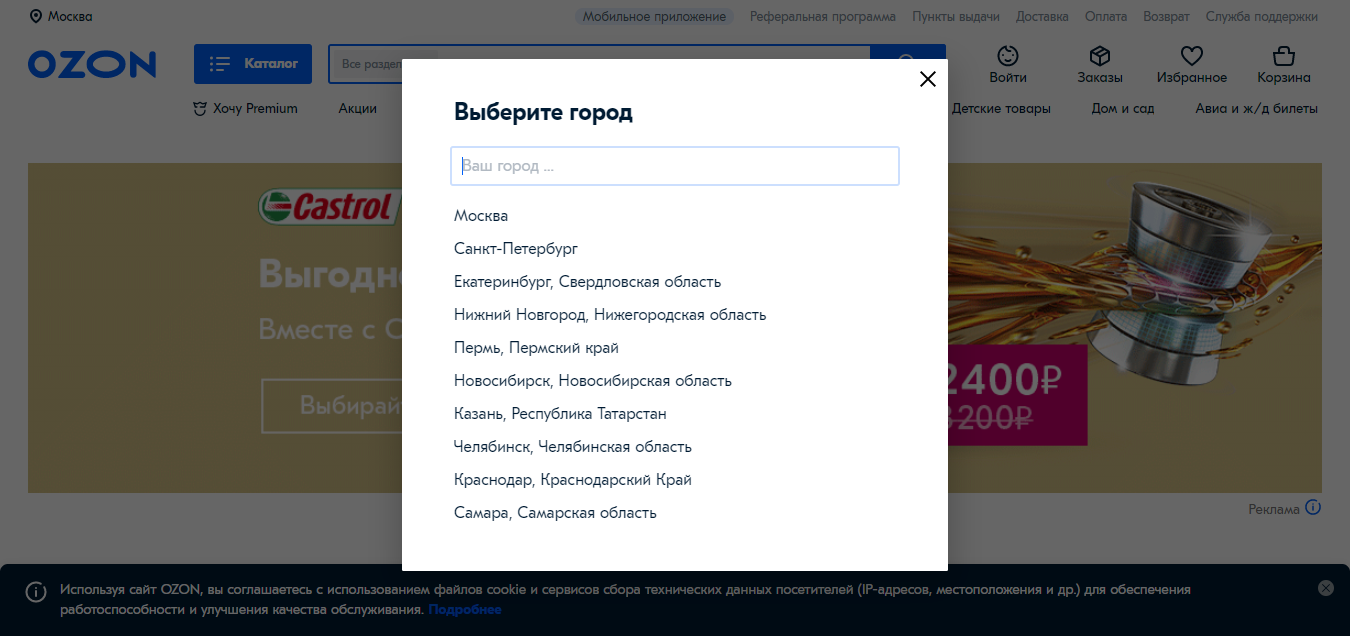 Москва
Мобильное приложение Реферальная программа Пункты выдачи Доставка Оплата Возврат Служба поддержки
OZON
Каталог
Все раздел
Войти Заказы Избранное Корзина
Хочу Premium Акции Детские товары Дом и сад Авиа и ж/д билеты
Выберите город
Ваш город ...
Москва
Санкт-Петербург
Екатеринбург, Свердловская область
Нижний Новгород, Нижегородская область
Пермь, Пермский край
Новосибирск, Новосибирская область
Казань, Республика Татарстан
Челябинск, Челябинская область
Краснодар, Краснодарский Край
Самара, Самарская область
Castrol
Выгодн
Вместе с C
Выбирай
2400₽
200₽
Реклама
Используя сайт OZON, вы соглашаетесь с использованием файлов cookie и сервисов сбора технических данных посетителей (IP-адресов, местоположения и др.) для обеспечения
работоспособности и улучшения качества обслуживания. Подробнее